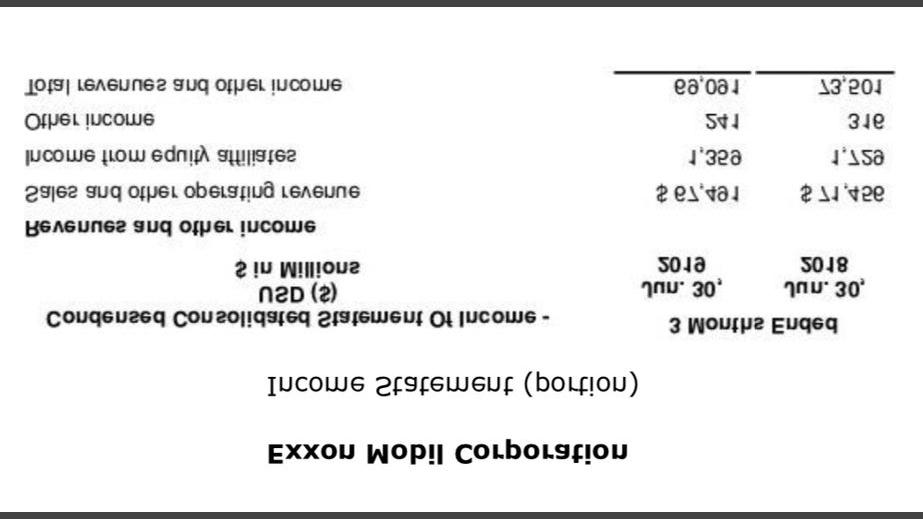 Exxon Mobil Corporation
Income Statement (portion)
Condensed Consolidated Statement Of Income - 3 Months Ended
USD ($) Jun. 30, Jun. 30,
$ in Millions 2019 2018
Revenues and other income
Sales and other operating revenue $ 67,491 $ 71,456
Income from equity affiliates 1,359 1,729
Other income 241 316
Total revenues and other income 69,091 73,501